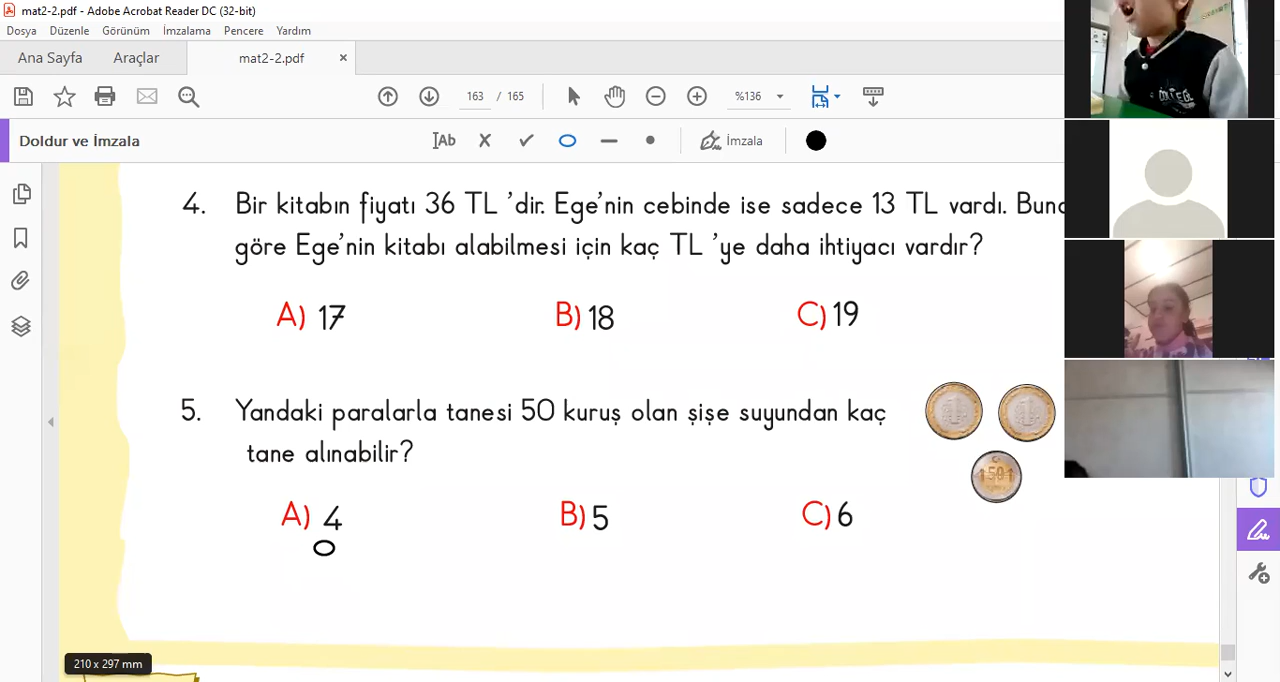 mat2-2.pdf - Adobe Acrobat Reader DC (32-bit)
Dosya Düzenle Görünüm İmzalama Pencere Yardım
Ana Sayfa Araçlar mat2-2.pdf ×
163 / 165 %136
Doldur ve İmzala IAb İmzala
4. Bir kitabın fiyatı 36 TL 'dir. Ege'nin cebinde ise sadece 13 TL vardı.
göre Ege'nin kitabı alabilmesi için kaç TL 'ye daha ihtiyacı vardır?
A) 17 B) 18 C) 19
5. Yandaki paralarla tanesi 50 kuruş olan şişe suyundan kaç
tane alınabilir?
1 1
50
A) 4 B) 5 C) 6
210 x 297 mm